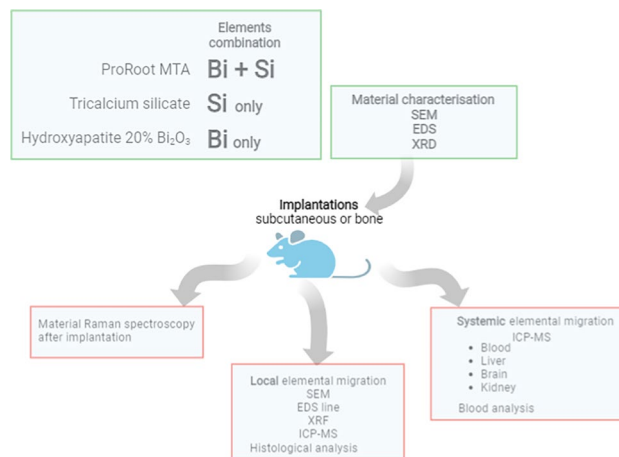 Elements
combination
ProRoot MTA Bi + Si
Tricalcium silicate Si only
Hydroxyapatite 20% Bi₂O₃ Bi only
Material characterisation
SEM
EDS
XRD
Implantations
subcutaneous or bone
Material Raman spectroscopy
after implantation
Local elemental migration
SEM
EDS line
XRF
ICP-MS
Histological analysis
Systemic elemental migration
ICP-MS
• Blood
• Liver
• Brain
• Kidney
Blood analysis